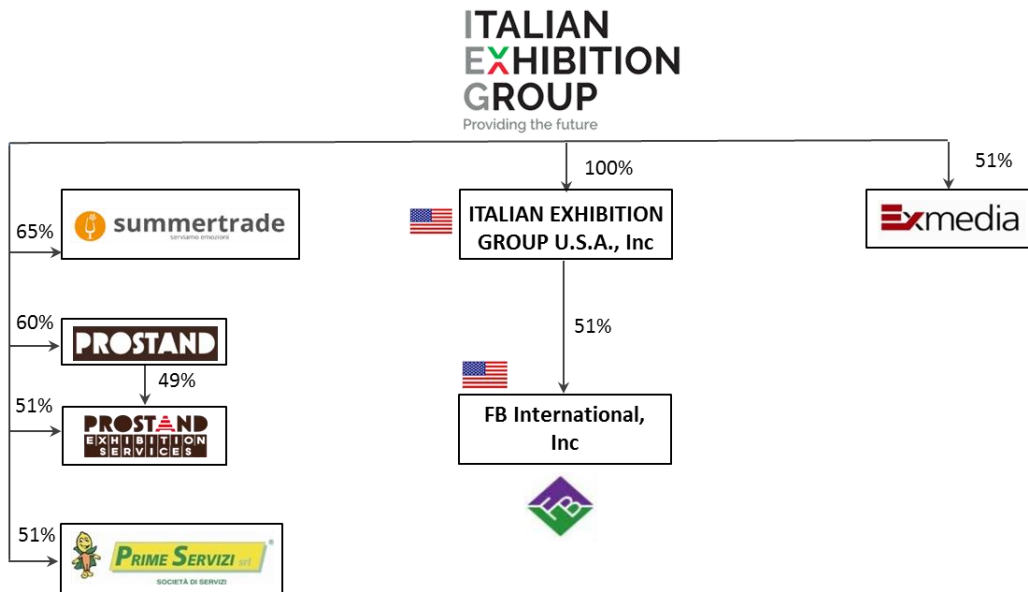 ITALIAN
EXHIBITION
GROUP
Providing the future
100%
51%
65%
summertrade
serviamo emozioni
ITALIAN EXHIBITION
GROUP U.S.A., Inc
Exmedia
60%
PROSTAND
49%
51%
51%
PROSTAND
EXHIBITION
SERVICES
FB International,
Inc
FB
51%
PRIME SERVIZI srl
®
SOCIETÀ DI SERVIZI